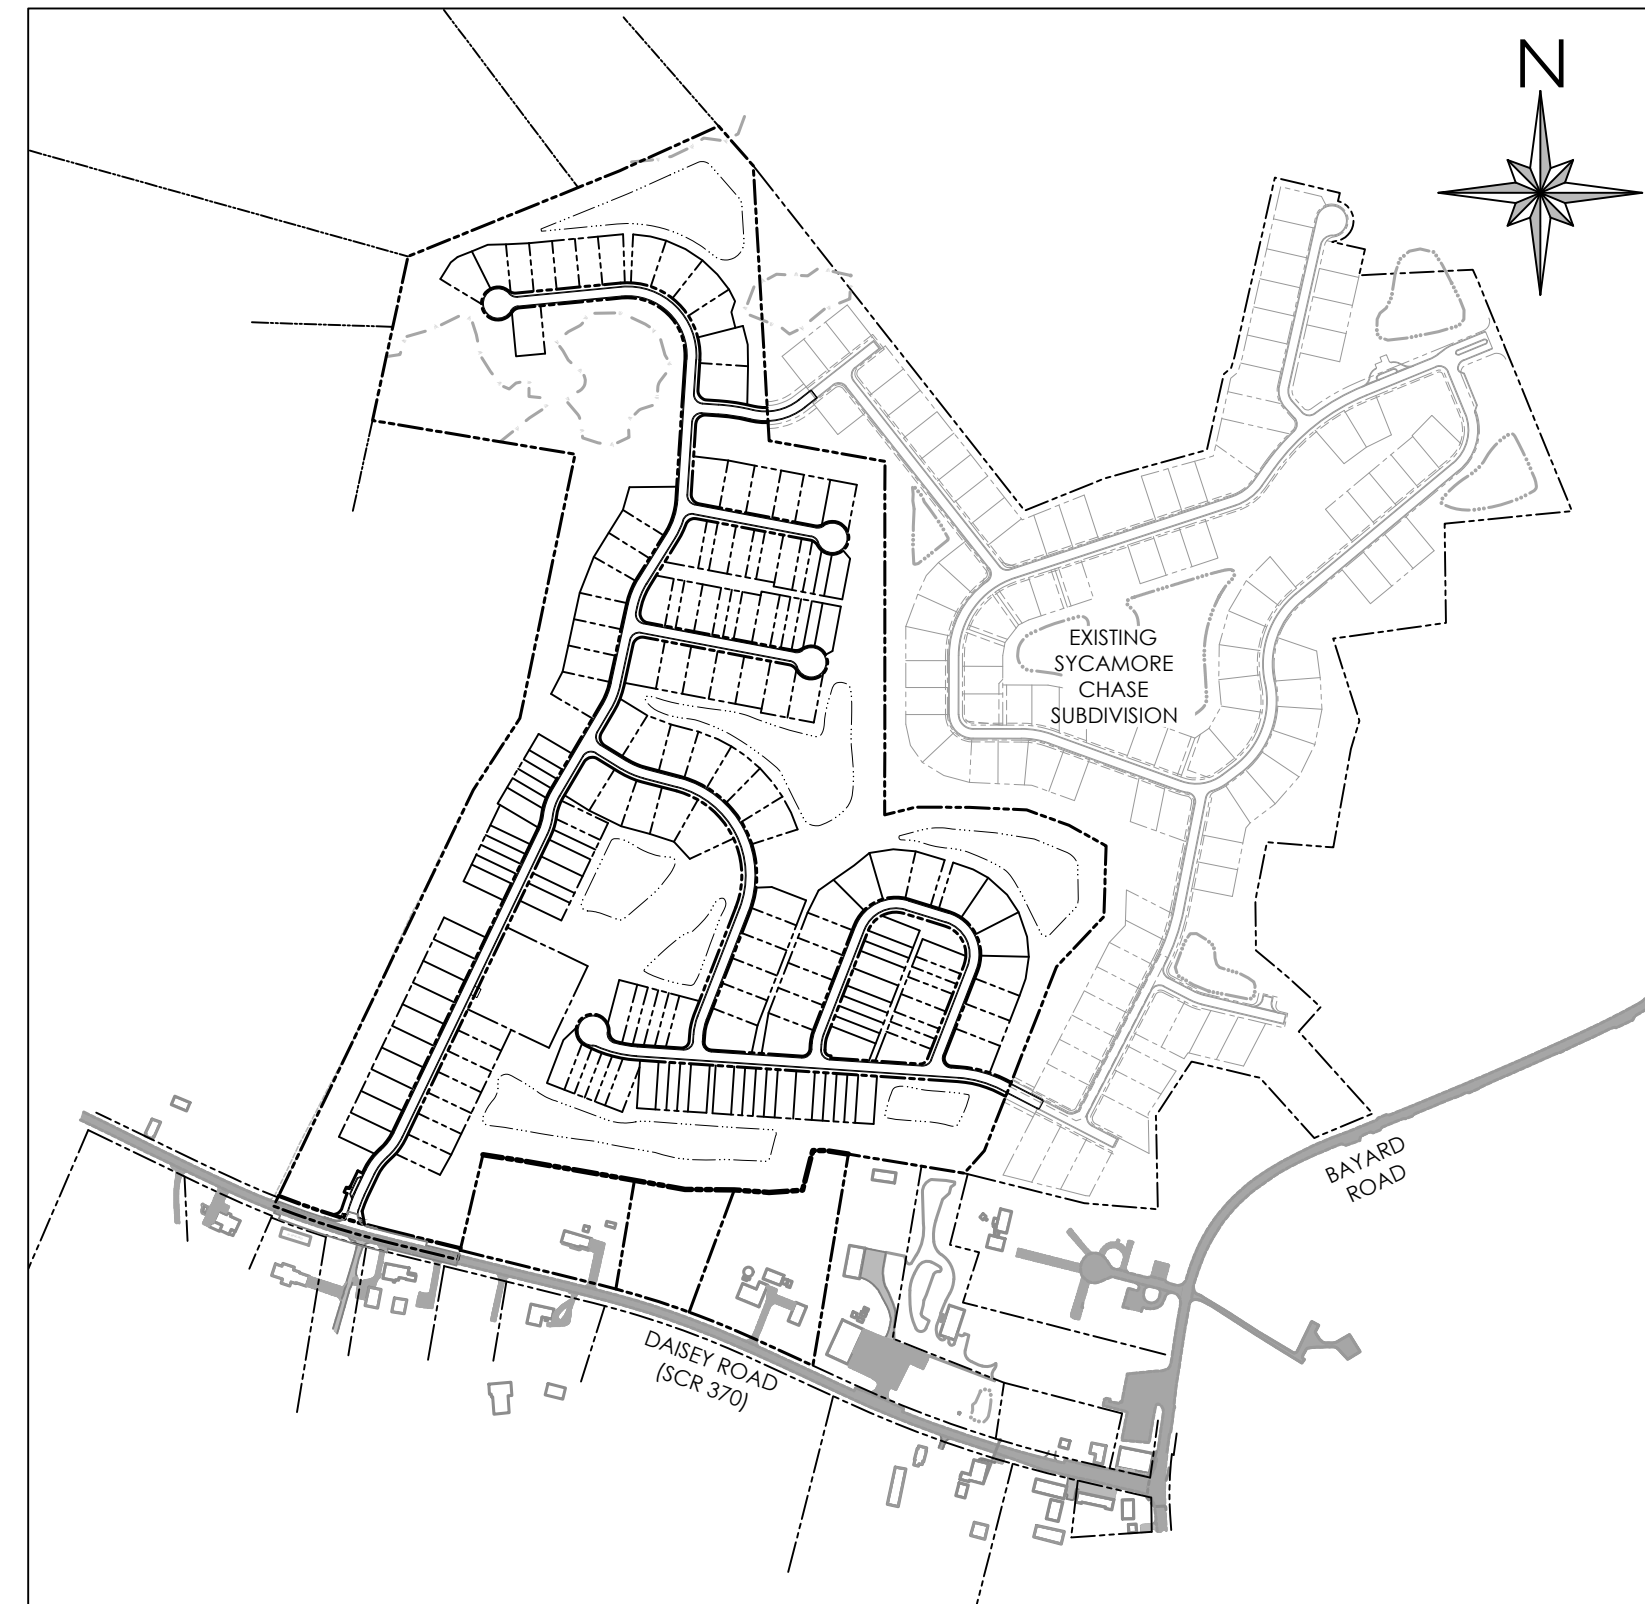 N
EXISTING
SYCAMORE
CHASE
SUBDIVISION
BAYARD
ROAD
DAISEY ROAD
(SCR 370)